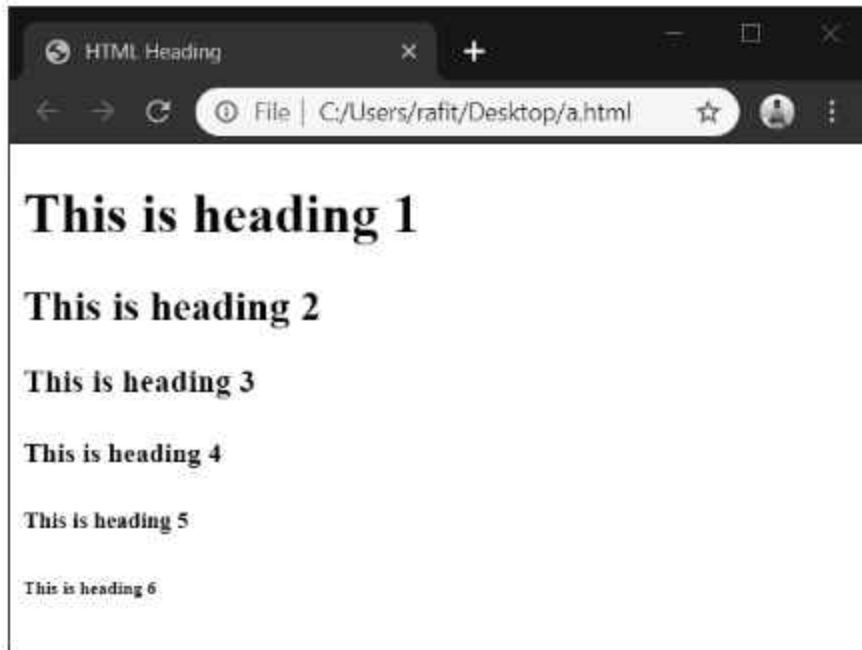 HTML Heading
File | C:/Users/rafit/Desktop/a.html
This is heading 1
This is heading 2
This is heading 3
This is heading 4
This is heading 5
This is heading 6